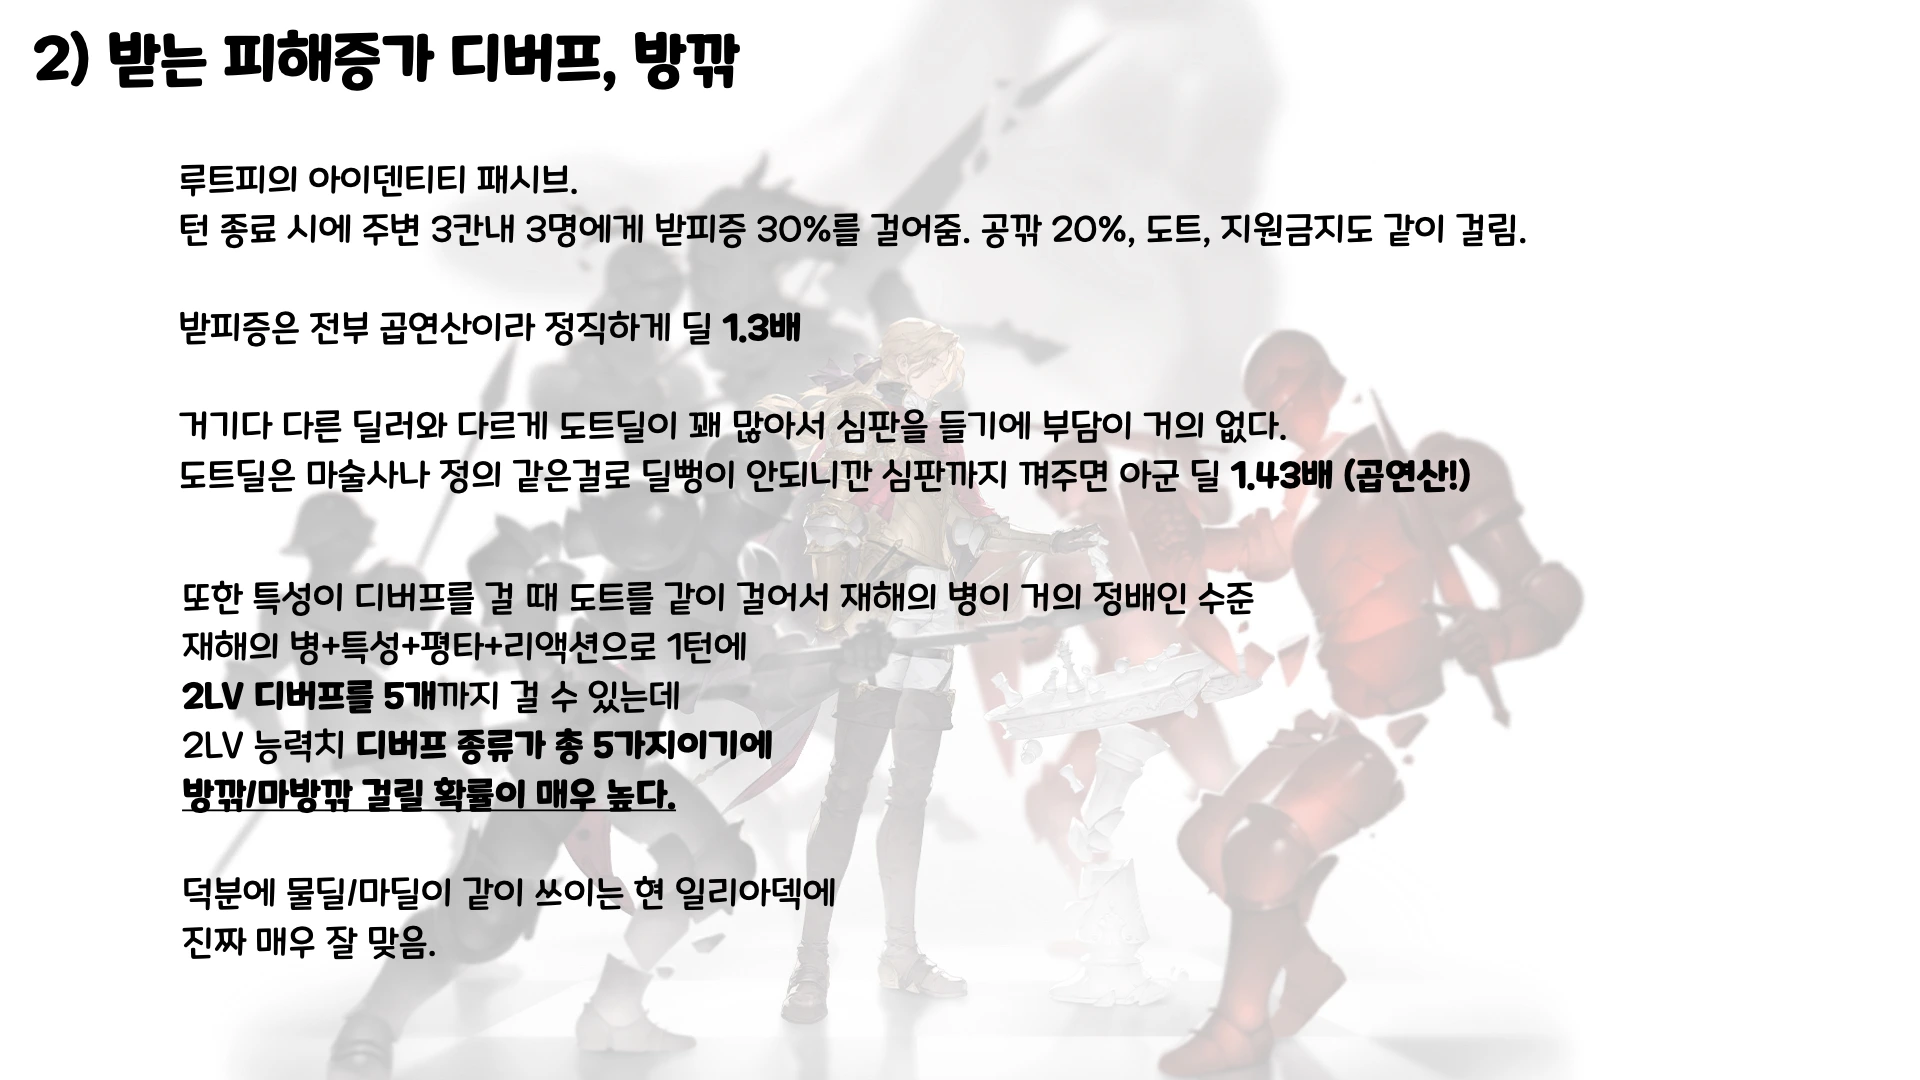 2) 받는 피해증가 디버프, 방깎
루트피의 아이덴티티 패시브.
턴 종료 시에 주변 3칸내 3명에게 받피증 30%를 걸어줌. 공깎 20%, 도트, 지원금지도 같이 걸림.
받피증은 전부 곱연산이라 정직하게 딜 1.3배
거기다 다른 딜러와 다르게 도트딜이 꽤 많아서 심판을 들기에 부담이 거의 없다.
도트딜은 마술사나 정의 같은걸로 딜뻥이 안되니깐 심판까지 껴주면 아군 딜 1.43배 (곱연산!)
또한 특성이 디버프를 걸 때 도트를 같이 걸어서 재해의 병이 거의 정배인 수준
재해의 병+특성+평타+리액션으로 1턴에
2LV 디버프를 5개까지 걸 수 있는데
2LV 능력치 디버프 종류가 총 5가지이기에
방깎/마방깎 걸릴 확률이 매우 높다.
덕분에 물딜/마딜이 같이 쓰이는 현 일리아덱에
진짜 매우 잘 맞음.